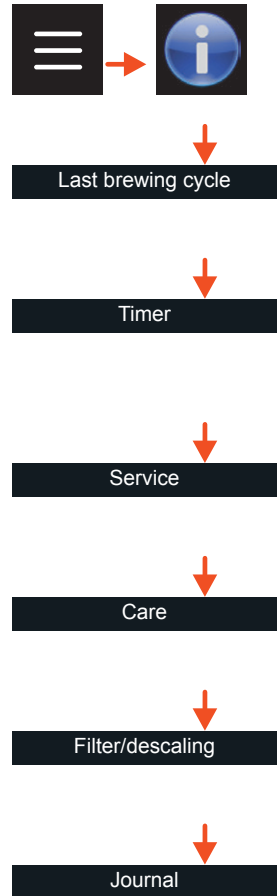 Last brewing cycle
Timer
Service
Care
Filter/descaling
Journal